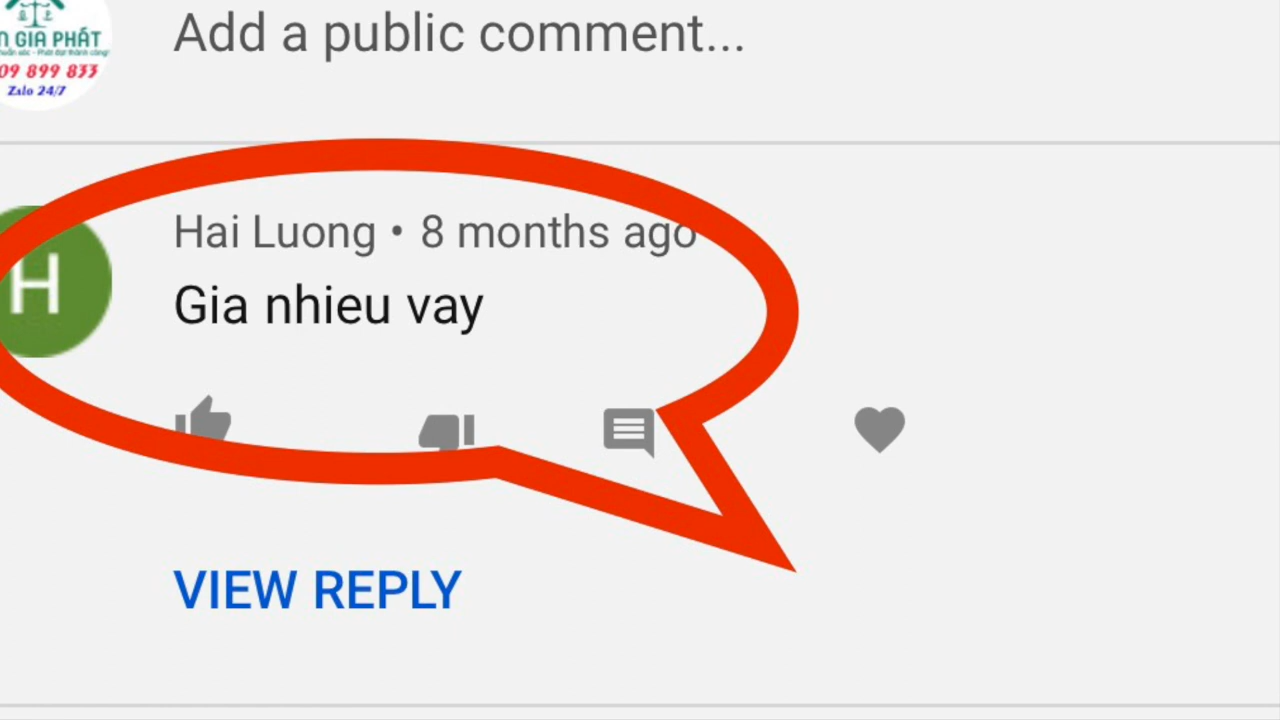 Add a public comment...
GIA PHÁT
09 899 833
Zalo 24/7
Hai Luong • 8 months ago
H
Gia nhieu vay
VIEW REPLY